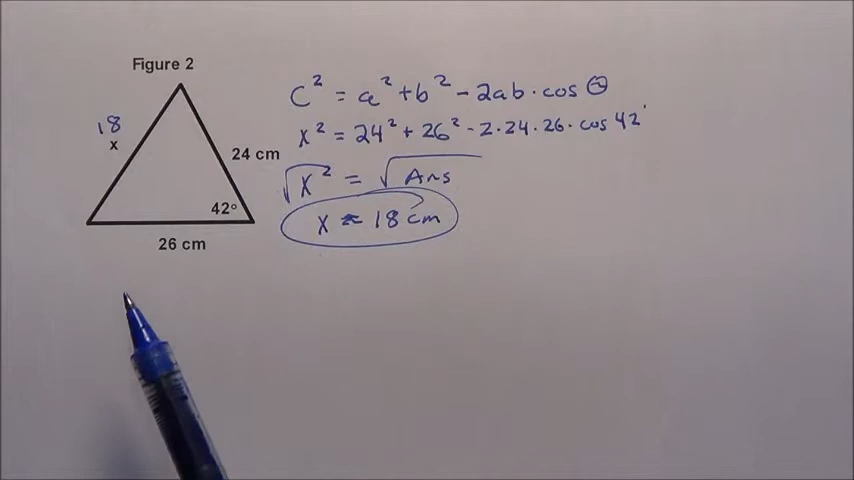 Figure 2
18
x
24 cm
42°
26 cm
C² = a² + b² - 2ab · cos Θ
x² = 24² + 26² - 2 · 24 · 26 · cos 42°
√x² = √Ans
x ≈ 18 cm